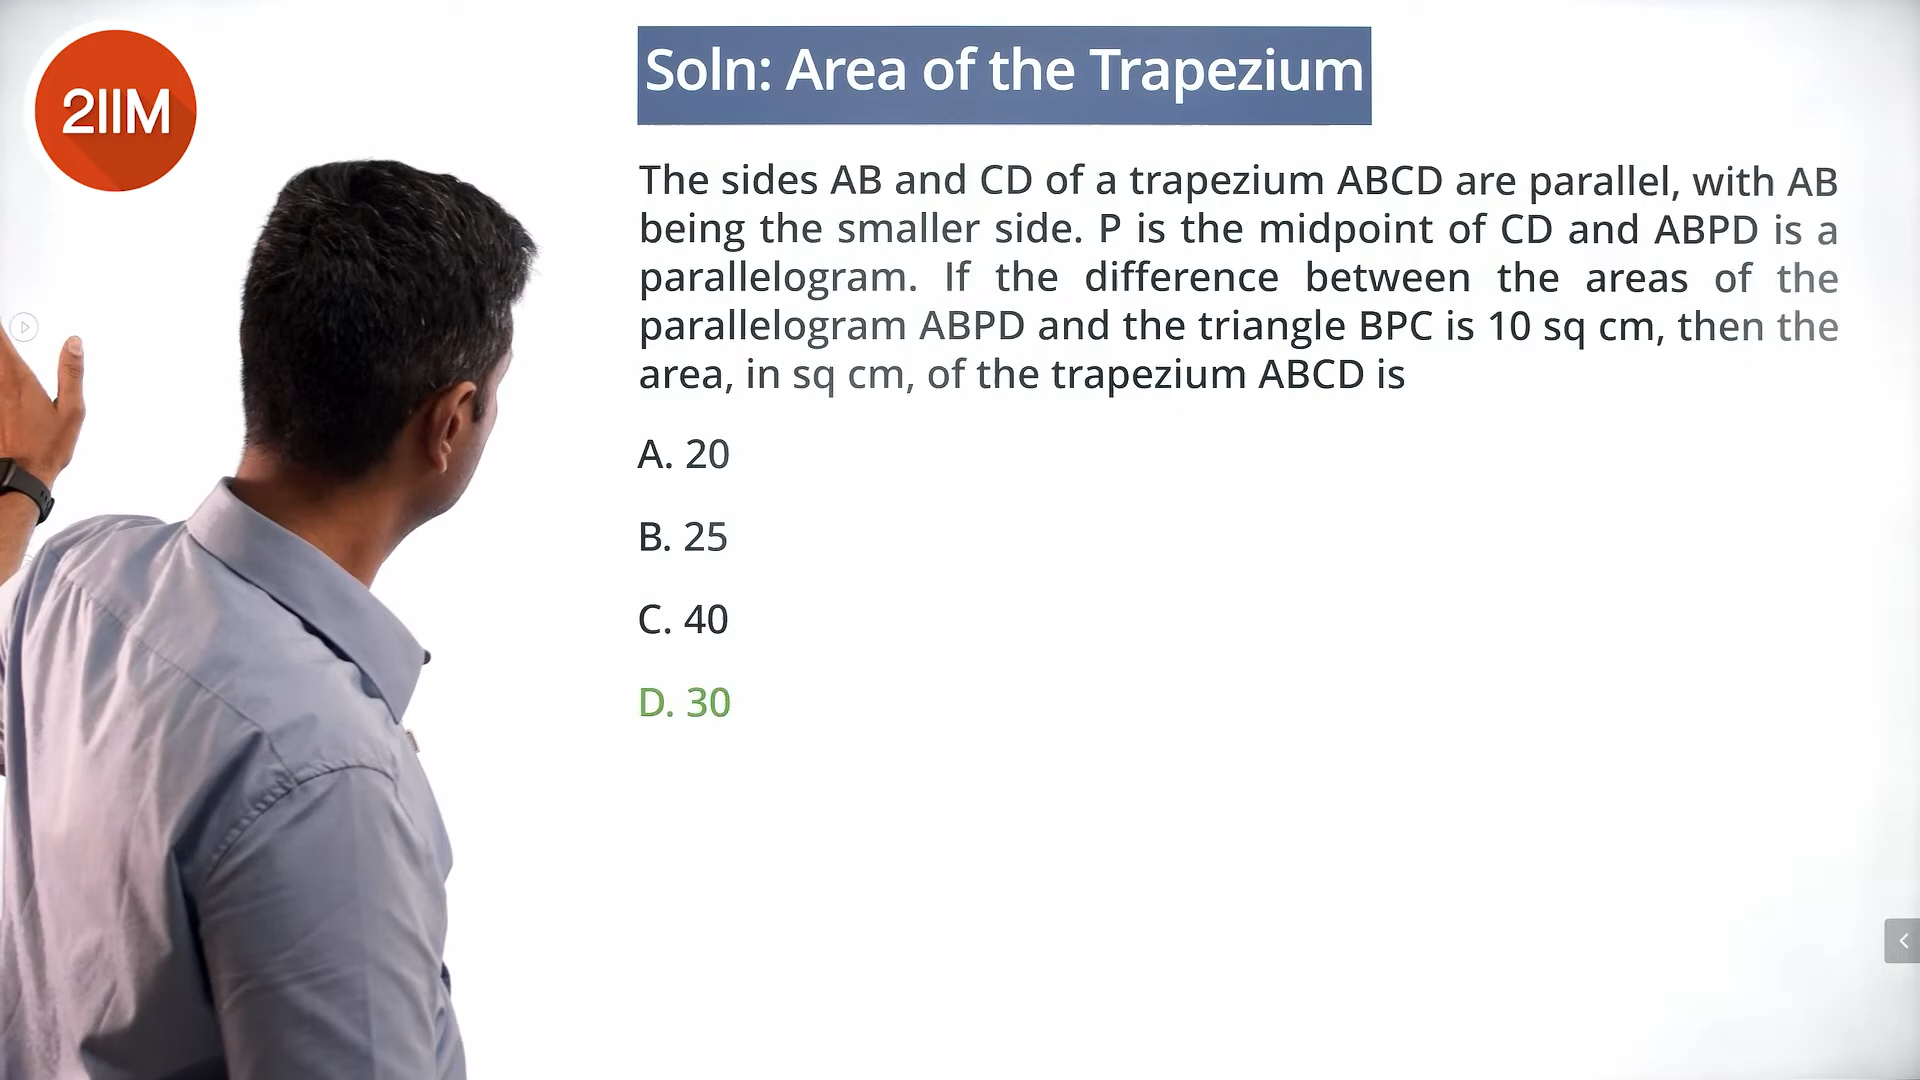 2IIM
Soln: Area of the Trapezium
The sides AB and CD of a trapezium ABCD are parallel, with AB
being the smaller side. P is the midpoint of CD and ABPD is a
parallelogram. If the difference between the areas of the
parallelogram ABPD and the triangle BPC is 10 sq cm, then the
area, in sq cm, of the trapezium ABCD is
A. 20
B. 25
C. 40
D. 30